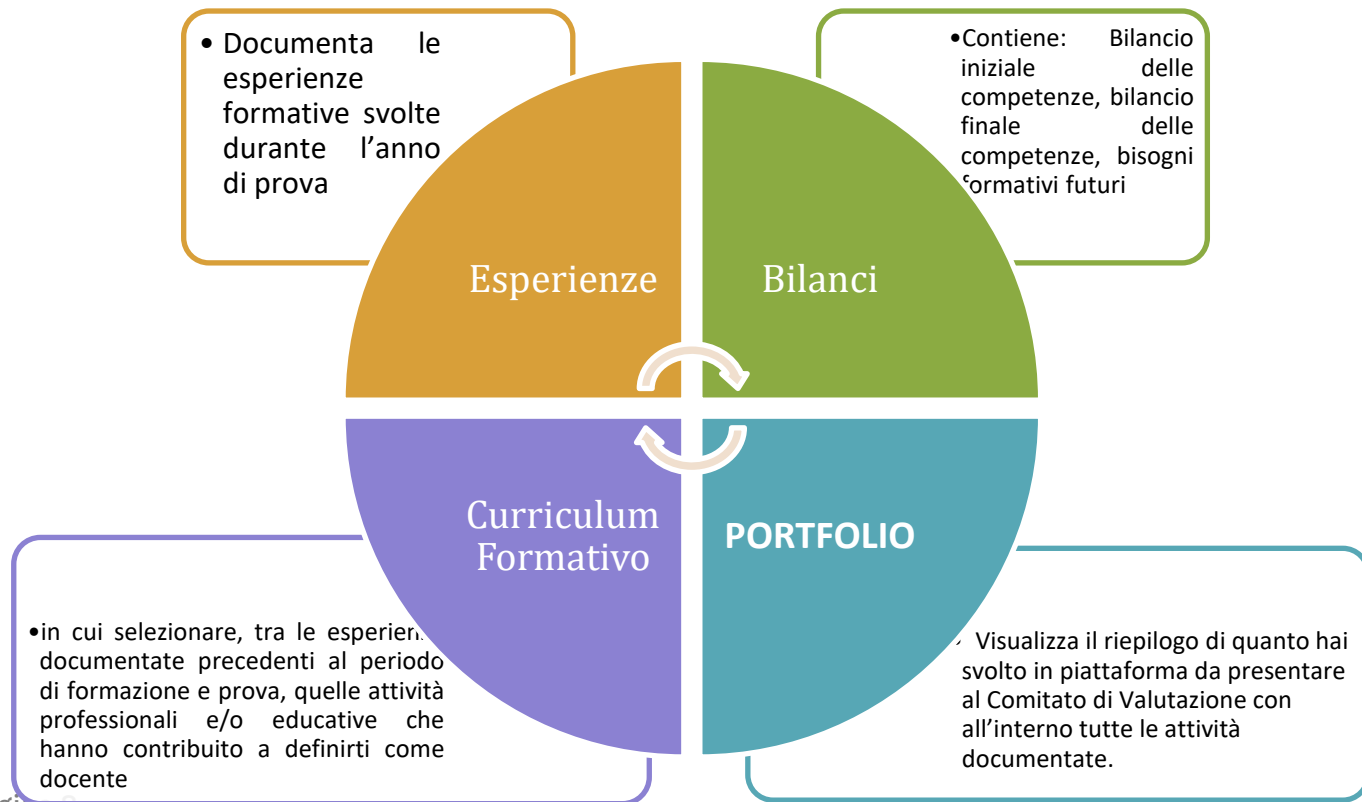 • Documenta le
esperienze
formative svolte
durante l’anno
di prova
•Contiene: Bilancio
iniziale delle
competenze, bilancio
finale delle
competenze, bisogni
formativi futuri
Esperienze
Bilanci
Curriculum
Formativo
PORTFOLIO
•in cui selezionare, tra le
documentate precedenti al periodo
di formazione e prova, quelle attività
professionali e/o educative che
hanno contribuito a definirti come
docente
Visualizza il riepilogo di quanto hai
svolto in piattaforma da presentare
al Comitato di Valutazione con
all’interno tutte le attività
documentate.